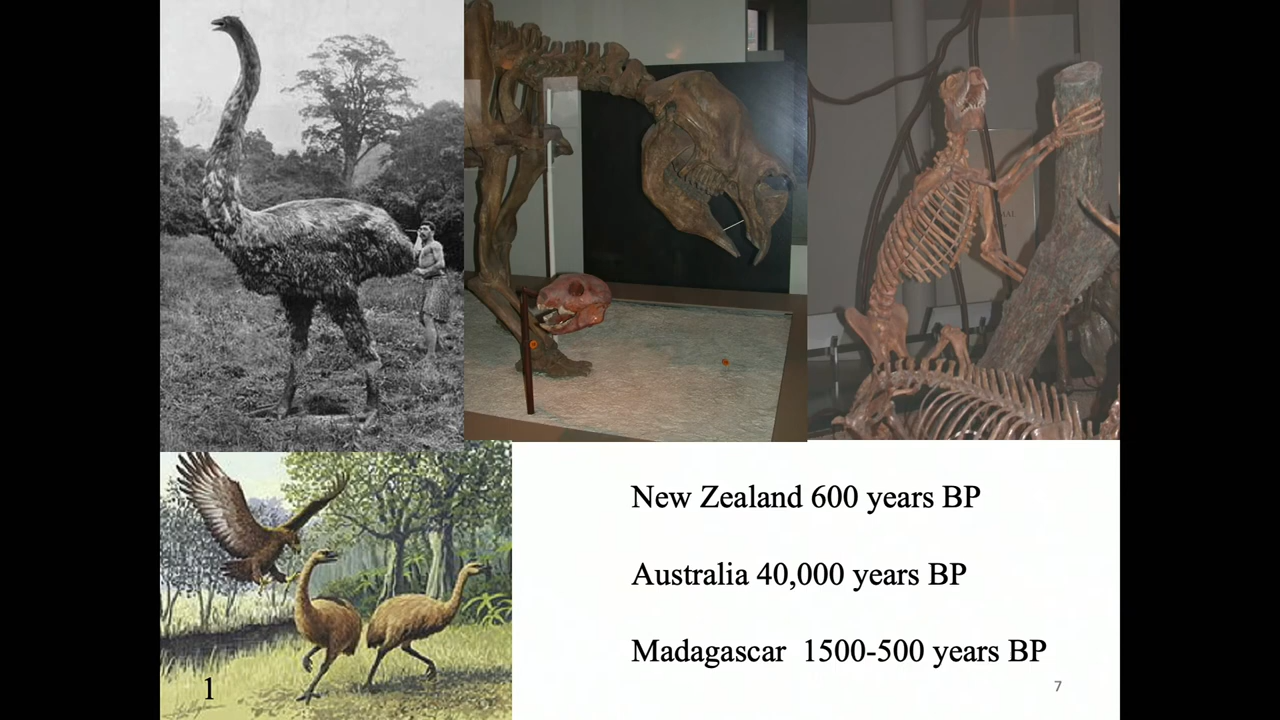 New Zealand 600 years BP
Australia 40,000 years BP
Madagascar 1500-500 years BP
1
7